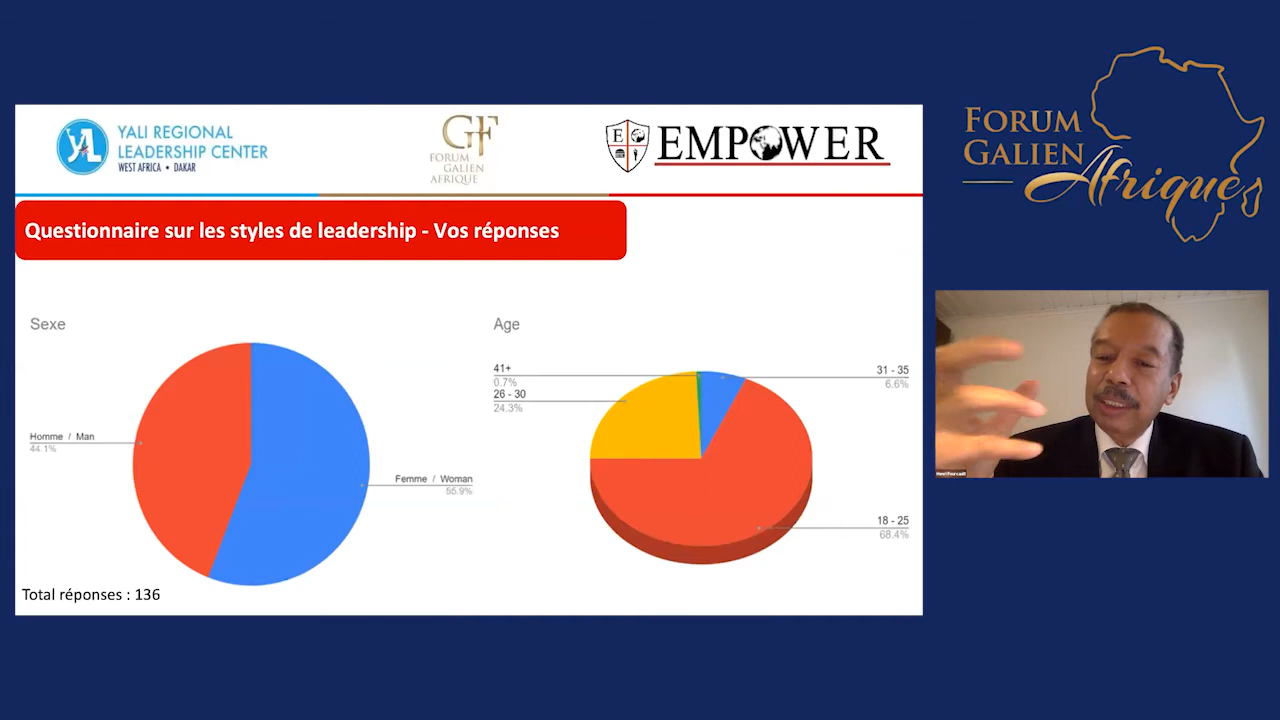 YALI REGIONAL
LEADERSHIP CENTER
WEST AFRICA • DAKAR
GF
FORUM
GALIEN
AFRIQUE
E
EMPOWER
FORUM
GALIEN
Afrique
Questionnaire sur les styles de leadership - Vos réponses
Sexe
Homme / Man
44.1%
Femme / Woman
55.9%
Total réponses : 136
Age
41+
0.7%
26 - 30
24.3%
31 - 35
6.6%
18 - 25
68.4%